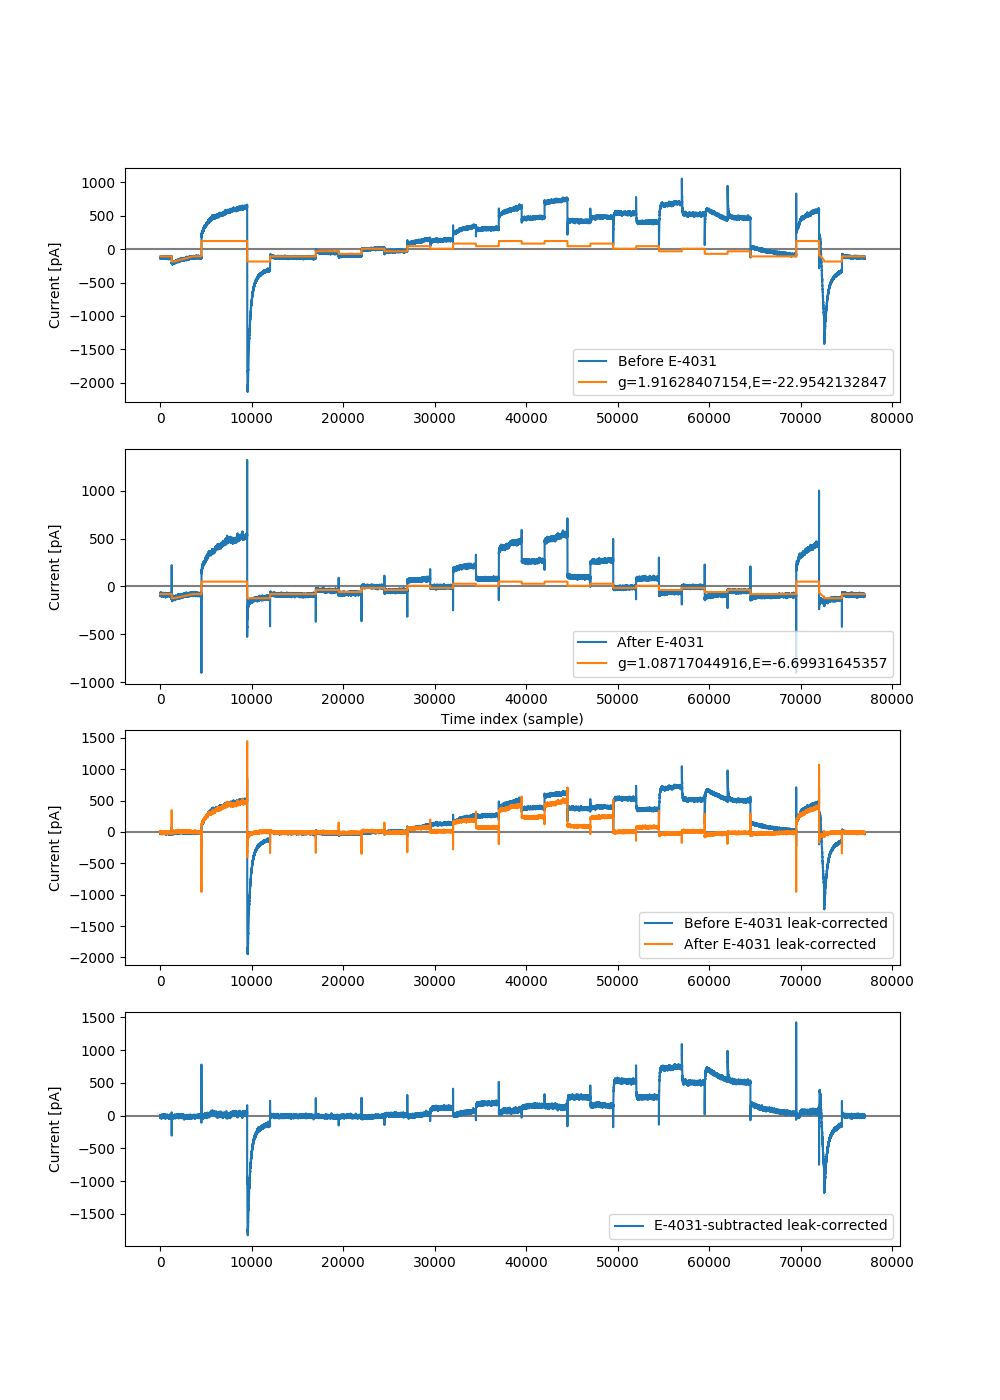 1000
500
0
−500
−1000
−1500
−2000
Current [pA]
Before E-4031
g=1.91628407154,E=-22.9542132847
0 10000 20000 30000 40000 50000 60000 70000 80000
1000
500
0
−500
−1000
Current [pA]
After E-4031
g=1.08717044916,E=-6.69931645357
0 10000 20000 30000 40000 50000 60000 70000 80000
Time index (sample)
1500
1000
500
0
−500
−1000
−1500
−2000
Current [pA]
Before E-4031 leak-corrected
After E-4031 leak-corrected
0 10000 20000 30000 40000 50000 60000 70000 80000
1500
1000
500
0
−500
−1000
−1500
Current [pA]
E-4031-subtracted leak-corrected
0 10000 20000 30000 40000 50000 60000 70000 80000